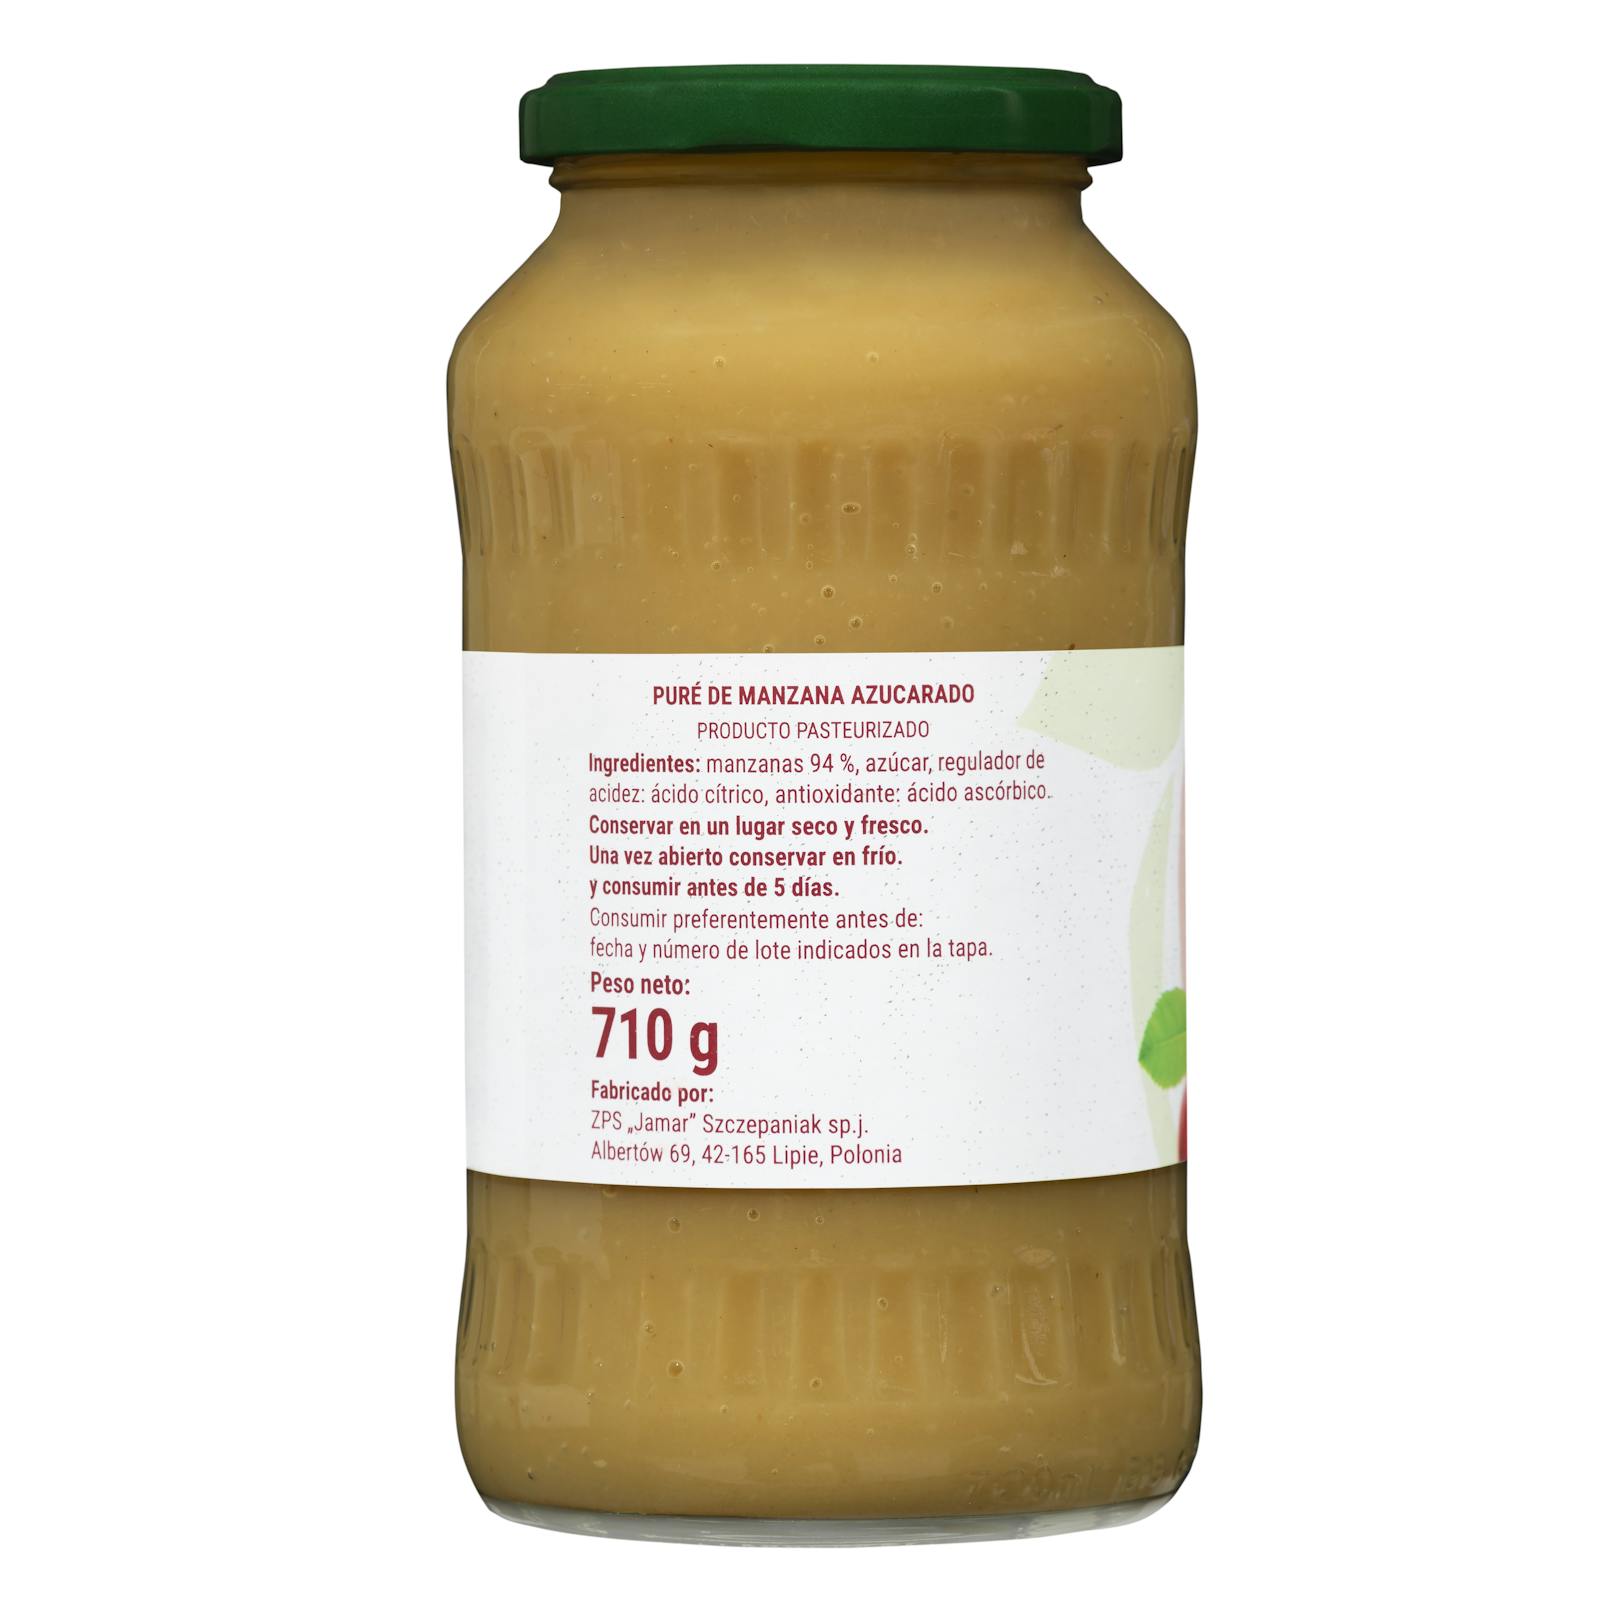 PURÉ DE MANZANA AZUCARADO
PRODUCTO PASTEURIZADO
Ingredientes: manzanas 94 %, azúcar, regulador de
acidez: ácido cítrico, antioxidante: ácido ascórbico.
Conservar en un lugar seco y fresco.
Una vez abierto conservar en frío.
y consumir antes de 5 días.
Consumir preferentemente antes de:
fecha y número de lote indicados en la tapa.
Peso neto:
710 g
Fabricado por:
ZPS „Jamar” Szczepaniak sp.j.
Albertów 69, 42-165 Lipie, Polonia